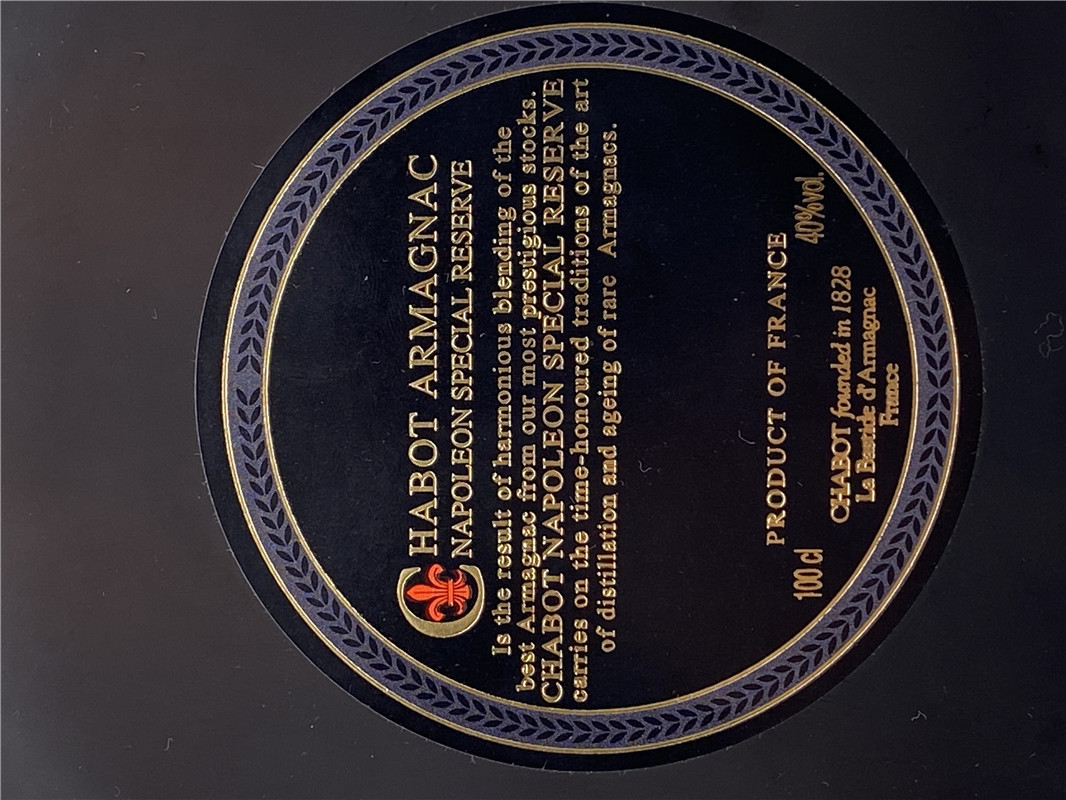 CHABOT ARMAGNAC
NAPOLEON SPECIAL RESERVE
Is the result of harmonious blending of the
best Armagnac from our most prestigious stocks.
CHABOT NAPOLEON SPECIAL RESERVE
carries on the time-honoured traditions of the art
of distillation and ageing of rare Armagnacs.
PRODUCT OF FRANCE
100 cl 40%vol.
CHABOT founded in 1828
La Bastide d'Armagnac
France